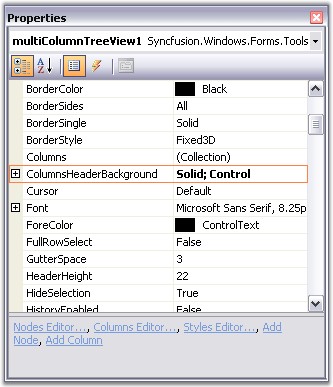 Properties
multiColumnTreeView1 Syncfusion.Windows.Forms.Tools
BorderColor Black
BorderSides All
BorderSingle Solid
BorderStyle Fixed3D
Columns (Collection)
ColumnsHeaderBackground Solid; Control
Cursor Default
Font Microsoft Sans Serif, 8.25p
ForeColor ControlText
FullRowSelect False
GutterSpace 3
HeaderHeight 22
HideSelection True
HistoryEnabled False
Nodes Editor..., Columns Editor..., Styles Editor..., Add
Node, Add Column